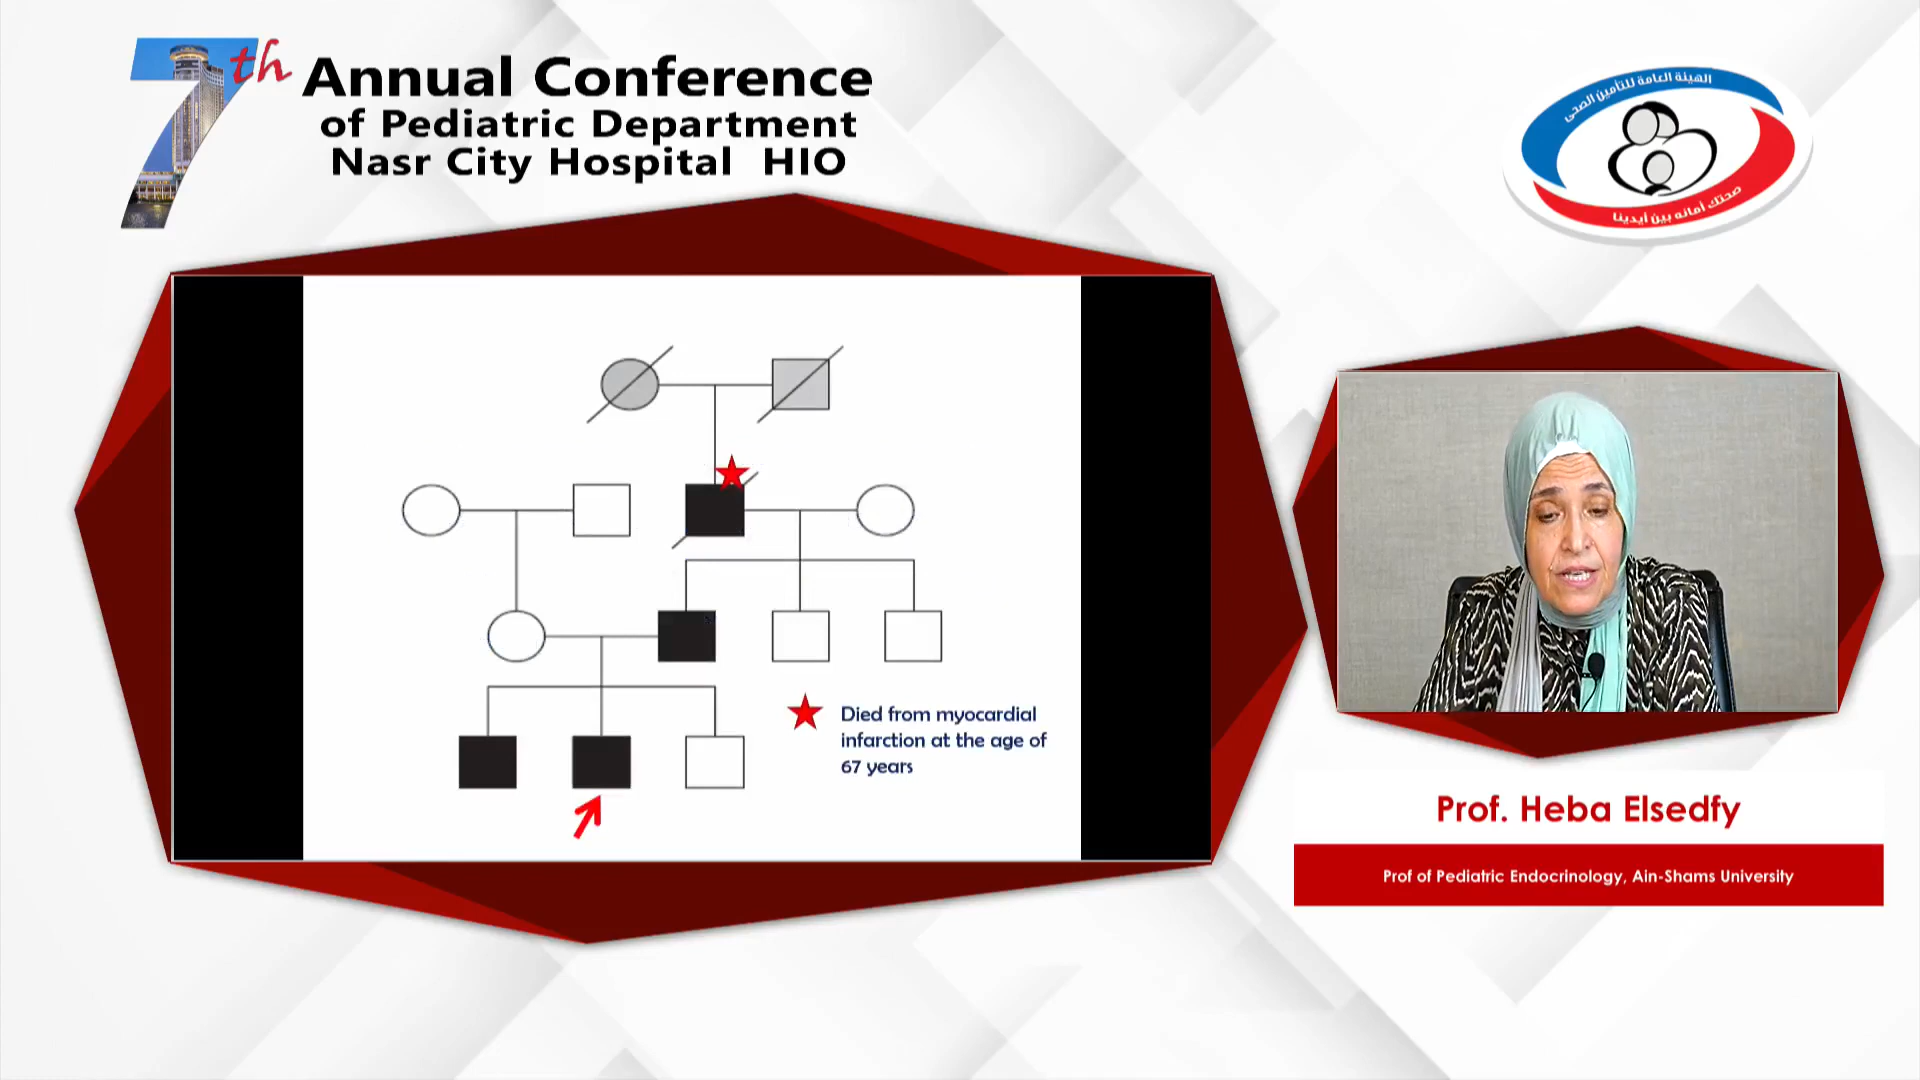 7th Annual Conference
of Pediatric Department
Nasr City Hospital HIO
الهيئة العامة للتأمين الصحى
صحتك أمانه بين أيدينا
Died from myocardial
infarction at the age of
67 years
Prof. Heba Elsedfy
Prof of Pediatric Endocrinology, Ain-Shams University